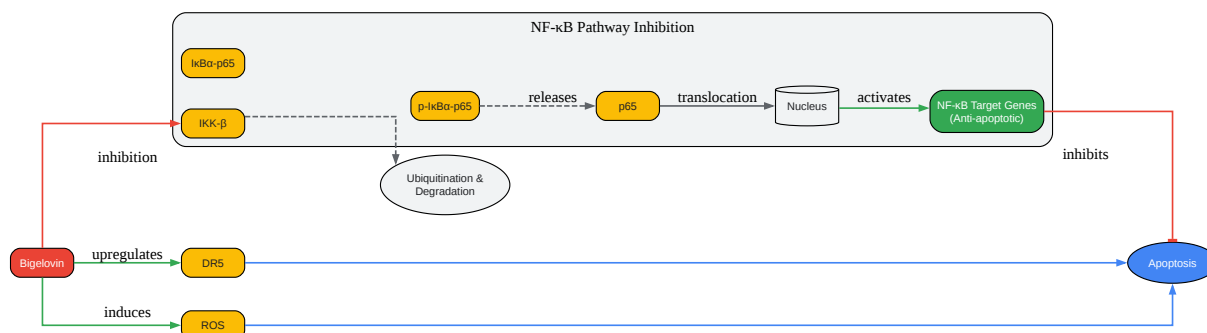 NF-κB Pathway Inhibition
IκBα-p65
p-IκBα-p65
releases
p65
translocation
Nucleus
activates
NF-κB Target Genes
(Anti-apoptotic)
IKK-β
inhibition
inhibits
Ubiquitination &
Degradation
Bigelovin
upregulates
DR5
Apoptosis
induces
ROS